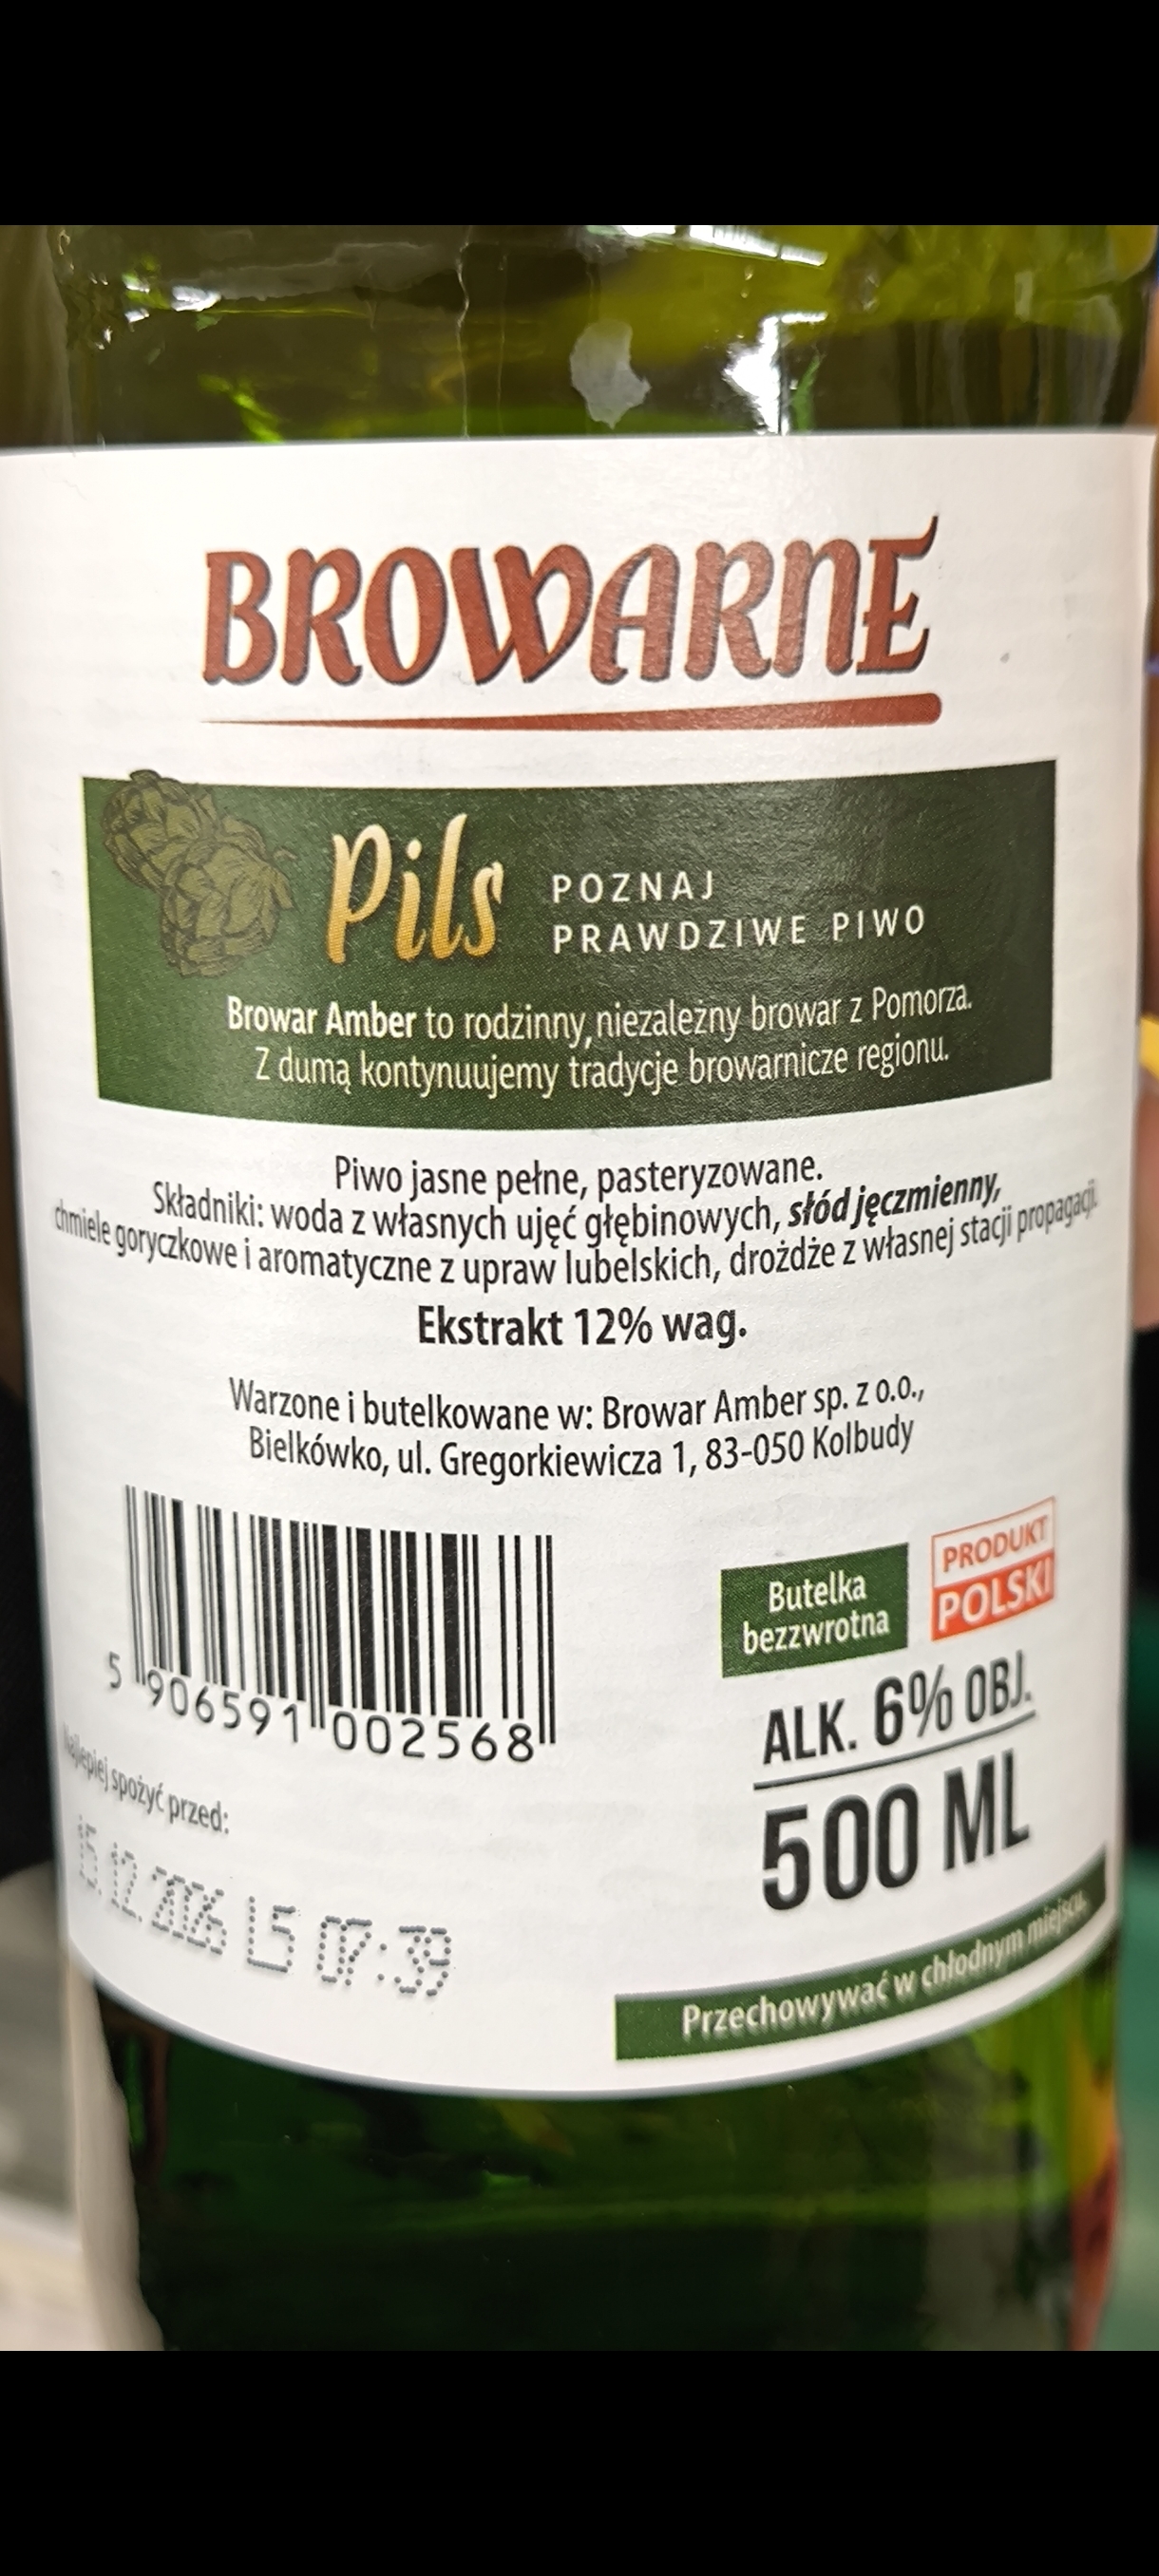 BROWARNE
Pils
POZNAJ
PRAWDZIWE PIWO
Browar Amber to rodzinny, niezależny browar z Pomorza.
Z dumą kontynuujemy tradycje browarnicze regionu.
Piwo jasne pełne, pasteryzowane.
Składniki: woda z własnych ujęć głębinowych, słód jęczmienny,
chmiele goryczkowe i aromatyczne z upraw lubelskich, drożdże z własnej stacji propagacji.
Ekstrakt 12% wag.
Warzone i butelkowane w: Browar Amber sp. z o.o.,
Bielkówko, ul. Gregorkiewicza 1, 83-050 Kolbudy
5 906591 002568
Butelka
bezzwrotna
PRODUKT
POLSKI
ALK. 6% OBJ.
500 ML
Najlepiej spożyć przed:
15.12.2026 L5 07:39
Przechowywać w chłodnym miejscu.